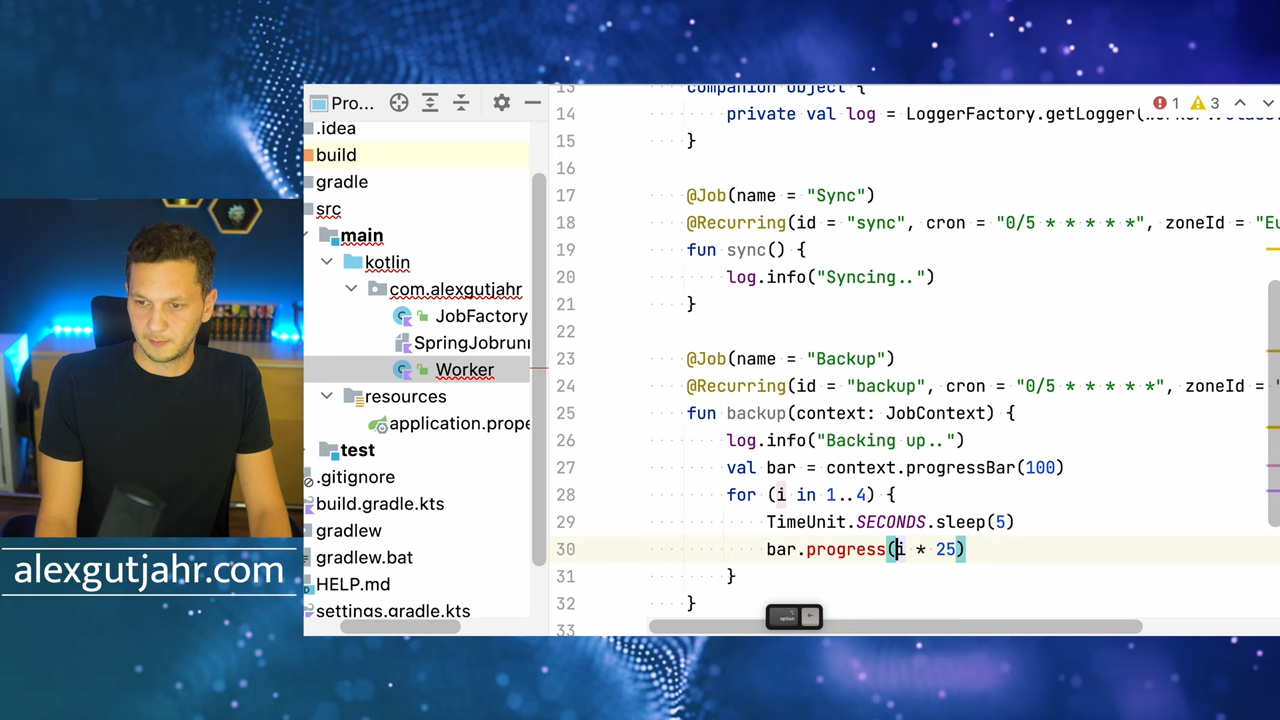 Pro...
.idea
build
gradle
src
main
kotlin
com.alexgutjahr
JobFactory
SpringJobrun
Worker
resources
application.prope
test
.gitignore
build.gradle.kts
gradlew
gradlew.bat
HELP.md
settings.gradle.kts
1 3
13 companion object {
14 private val log = LoggerFactory.getLogger(
15 }
16
17 @Job(name = "Sync")
18 @Recurring(id = "sync", cron = "0/5 * * * * *", zoneId = "Eu
19 fun sync() {
20 log.info("Syncing..")
21 }
22
23 @Job(name = "Backup")
24 @Recurring(id = "backup", cron = "0/5 * * * * *", zoneId = "
25 fun backup(context: JobContext) {
26 log.info("Backing up..")
27 val bar = context.progressBar(100)
28 for (i in 1..4) {
29 TimeUnit.SECONDS.sleep(5)
30 bar.progress(i * 25)
31 }
32 }
33
option ←
alexgutjahr.com